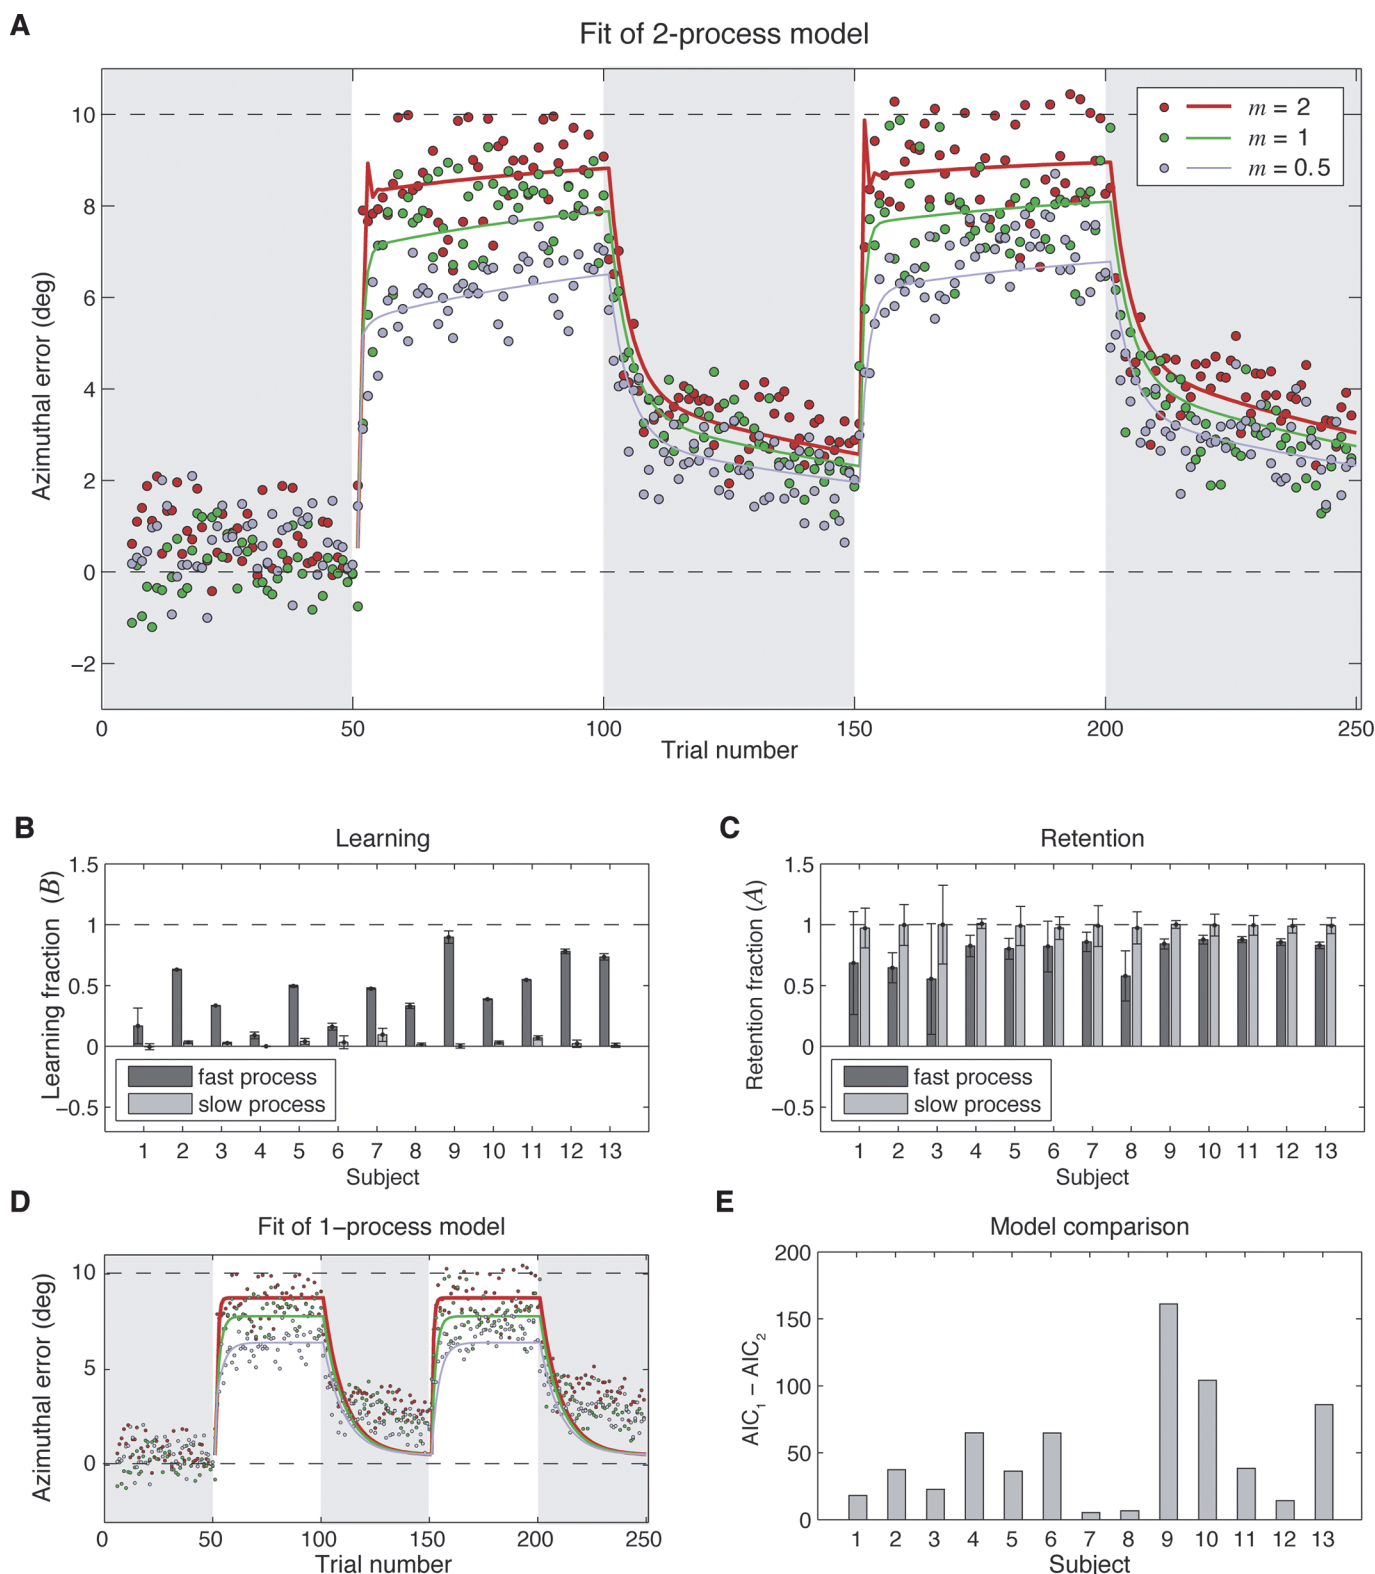 A
Fit of 2-process model
10
8
6
4
2
0
−2
Azimuthal error (deg)
m = 2
m = 1
m = 0.5
0
50
100
150
200
250
Trial number
B
Learning
1.5
1
0.5
0
−0.5
Learning fraction (B)
fast process
slow process
1 2 3 4 5 6 7 8 9 10 11 12 13
Subject
C
Retention
1.5
1
0.5
0
−0.5
Retention fraction (A)
fast process
slow process
1 2 3 4 5 6 7 8 9 10 11 12 13
Subject
D
Fit of 1−process model
10
5
0
Azimuthal error (deg)
0 50 100 150 200 250
Trial number
E
Model comparison
200
150
100
50
0
AIC1 − AIC2
1 2 3 4 5 6 7 8 9 10 11 12 13
Subject